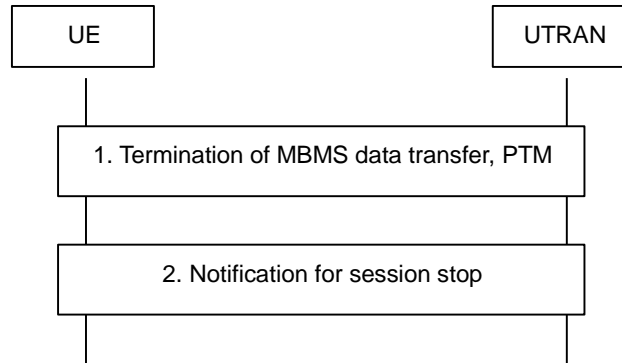 UE
UTRAN
1. Termination of MBMS data transfer, PTM
2. Notification for session stop